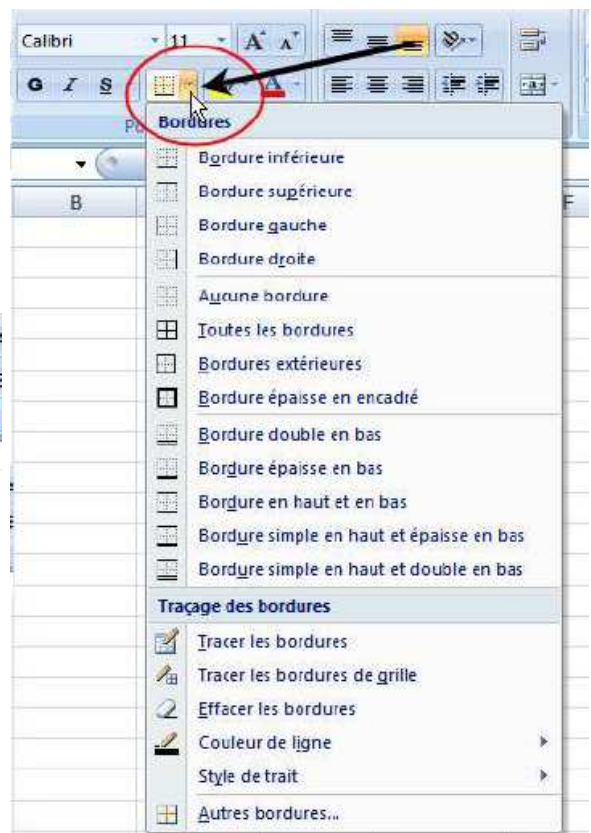 Calibri 11 A A
G I S A
Po
Bordures
B F
Bordure inférieure
Bordure supérieure
Bordure gauche
Bordure droite
Aucune bordure
Toutes les bordures
Bordures extérieures
Bordure épaisse en encadré
Bordure double en bas
Bordure épaisse en bas
Bordure en haut et en bas
Bordure simple en haut et épaisse en bas
Bordure simple en haut et double en bas
Traçage des bordures
Tracer les bordures
Tracer les bordures de grille
Effacer les bordures
Couleur de ligne
Style de trait
Autres bordures...